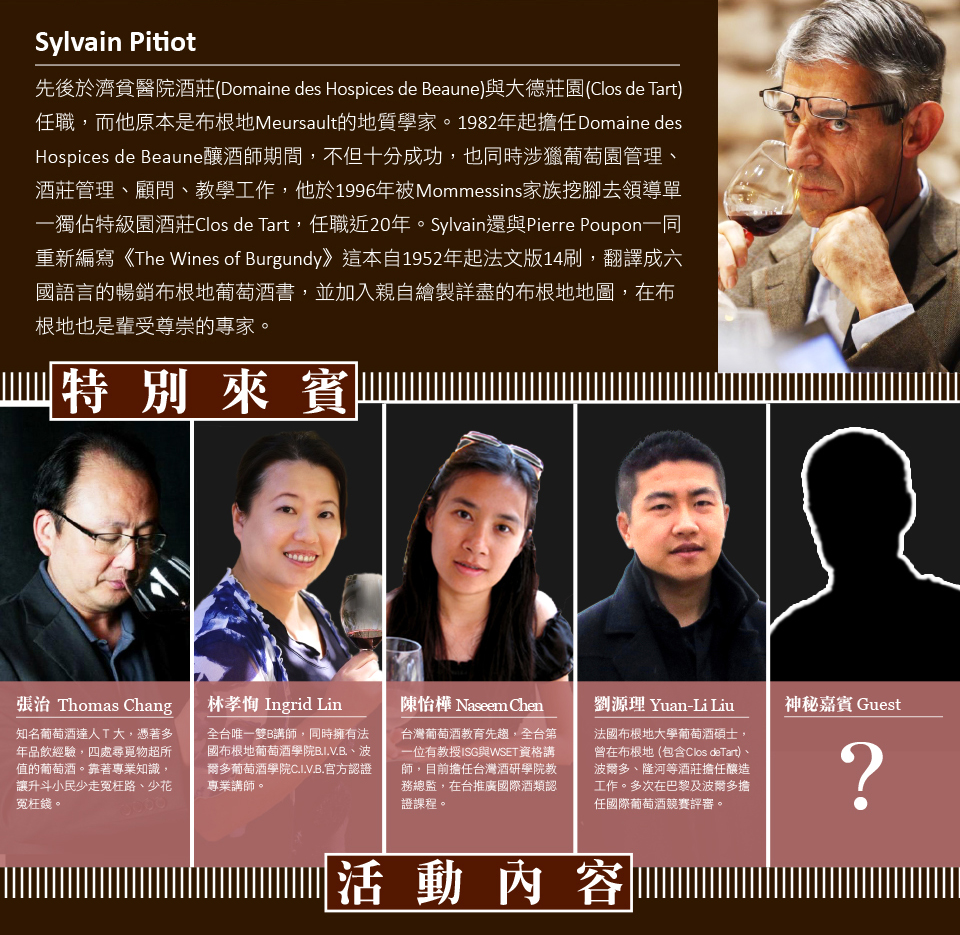 Sylvain Pitiot
先後於濟貧醫院酒莊(Domaine des Hospices de Beaune)與大德莊園(Clos de Tart)
任職，而他原本是布根地Meursault的地質學家。1982年起擔任Domaine des
Hospices de Beaune釀酒師期間，不但十分成功，也同時涉獵葡萄園管理、
酒莊管理、顧問、教學工作，他於1996年被Mommessins家族挖腳去領導單
一獨佔特級園酒莊Clos de Tart，任職近20年。Sylvain還與Pierre Poupon一同
重新編寫《The Wines of Burgundy》這本自1952年起法文版14刷，翻譯成六
國語言的暢銷布根地葡萄酒書，並加入親自繪製詳盡的布根地地圖，在布
根地也是輩受尊崇的專家。
特別來賓
張治 Thomas Chang
知名葡萄酒達人Ｔ大，憑著多
年品飲經驗，四處尋覓物超所
值的葡萄酒。靠著專業知識，
讓升斗小民少走冤枉路、少花
冤枉錢。
林孝恂 Ingrid Lin
全台唯一雙B講師，同時擁有法
國布根地葡萄酒學院B.I.V.B.、波
爾多葡萄酒學院C.I.V.B.官方認證
專業講師。
陳怡樺 Naseem Chen
台灣葡萄酒教育先趨，全台第
一位有教授ISG與WSET資格講
師，目前擔任台灣酒研學院教
務總監，在台推廣國際酒類認
證課程。
劉源理 Yuan-Li Liu
法國布根地大學葡萄酒碩士，
曾在布根地 (包含Clos de Tart)、
波爾多、隆河等酒莊擔任釀造
工作。多次在巴黎及波爾多擔
任國際葡萄酒競賽評審。
神秘嘉賓 Guest
?
活動內容